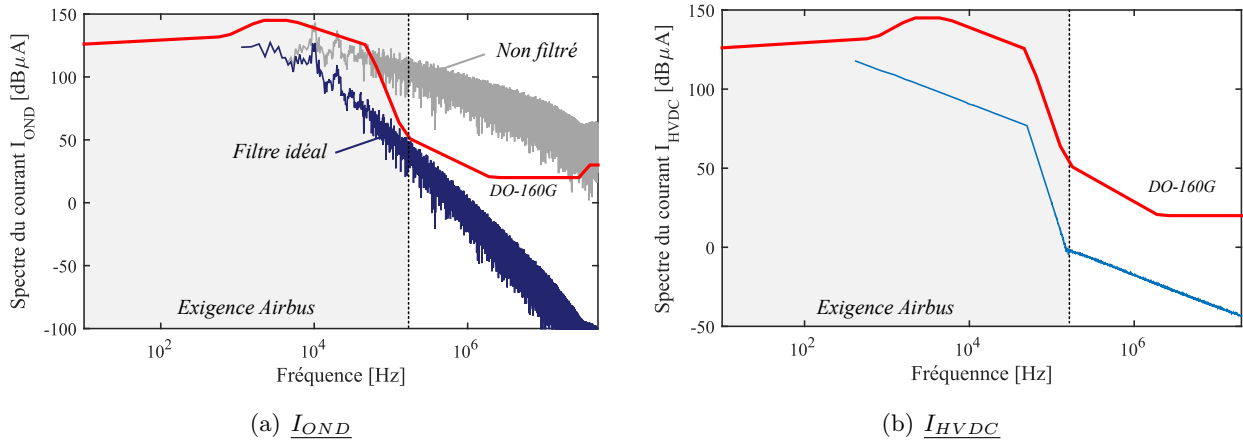 Spectre du courant I_OND [dBµA]
150
100
50
0
-50
-100
Non filtré
Filtre idéal
DO-160G
Exigence Airbus
10^2
10^4
10^6
Fréquence [Hz]
(a) I_OND
Spectre du courant I_HVDC [dBµA]
150
100
50
0
-50
DO-160G
Exigence Airbus
10^2
10^4
10^6
Fréquennce [Hz]
(b) I_HVDC